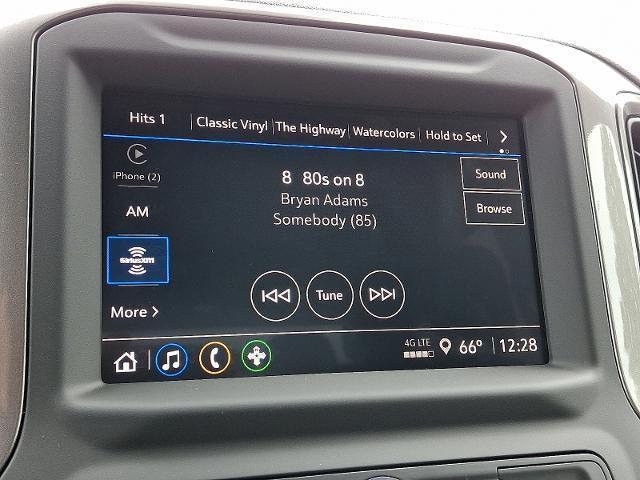 Hits 1
Classic Vinyl
The Highway
Watercolors
Hold to Set
iPhone (2)
8 80s on 8
Sound
Bryan Adams
AM
Browse
Somebody (85)
SiriusXM
Tune
More
4G LTE
66°
12:28